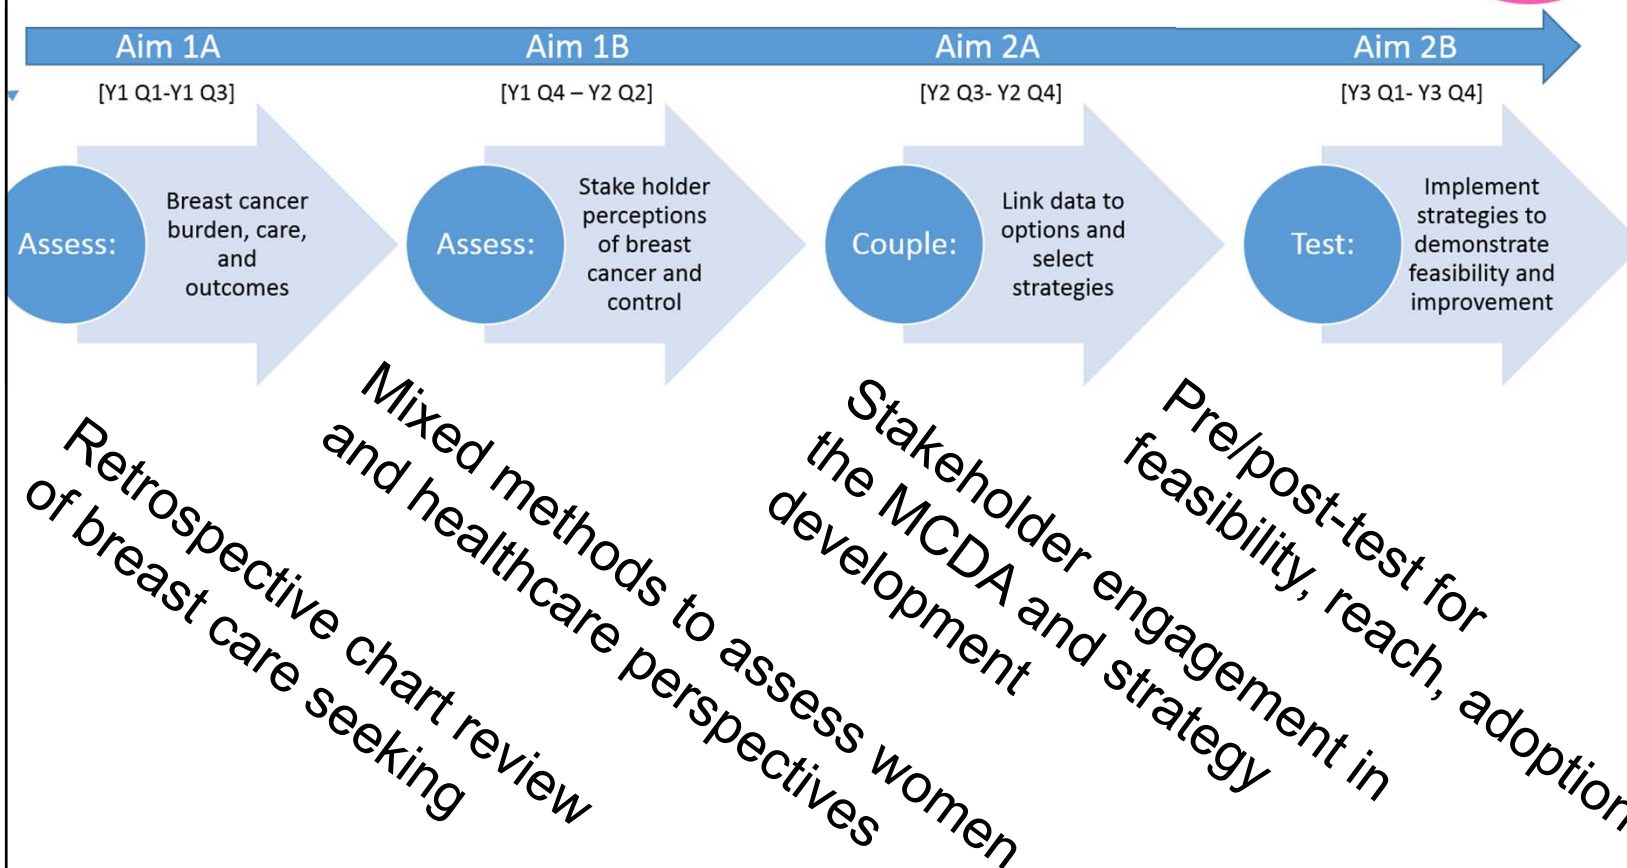 Aim 1A
Aim 1B
Aim 2A
Aim 2B
[Y1 Q1-Y1 Q3]
[Y1 Q4 – Y2 Q2]
[Y2 Q3- Y2 Q4]
[Y3 Q1- Y3 Q4]
Assess:
Breast cancer
burden, care,
and
outcomes
Assess:
Stake holder
perceptions
of breast
cancer and
control
Couple:
Link data to
options and
select
strategies
Test:
Implement
strategies to
demonstrate
feasibility and
improvement
Retrospective chart review
of breast care seeking
Mixed methods to assess women
and healthcare perspectives
Stakeholder engagement in
the MCDA and strategy
development
Pre/post-test for
feasibility, reach, adoption